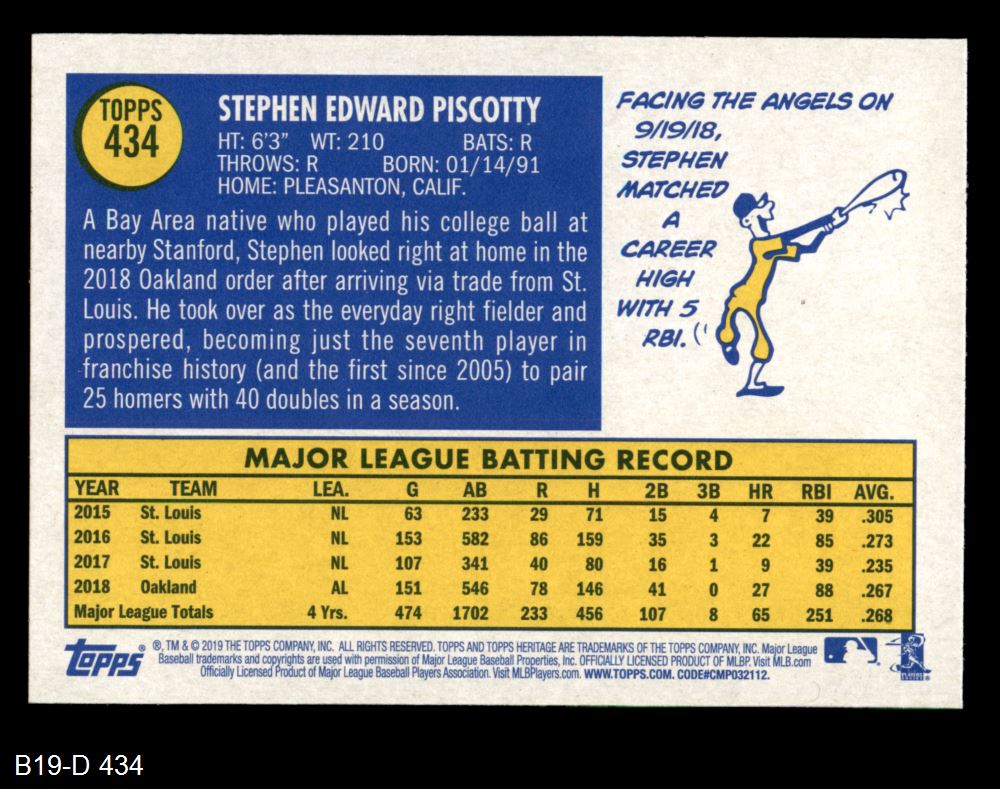 TOPPS
434
STEPHEN EDWARD PISCOTTY
HT: 6'3" WT: 210 BATS: R
THROWS: R BORN: 01/14/91
HOME: PLEASANTON, CALIF.
A Bay Area native who played his college ball at
nearby Stanford, Stephen looked right at home in the
2018 Oakland order after arriving via trade from St.
Louis. He took over as the everyday right fielder and
prospered, becoming just the seventh player in
franchise history (and the first since 2005) to pair
25 homers with 40 doubles in a season.
FACING THE ANGELS ON
9/19/18,
STEPHEN
MATCHED
A
CAREER
HIGH
WITH 5
RBI.
MAJOR LEAGUE BATTING RECORD
YEAR TEAM LEA. G AB R H 2B 3B HR RBI AVG.
2015 St. Louis NL 63 233 29 71 15 4 7 39 .305
2016 St. Louis NL 153 582 86 159 35 3 22 85 .273
2017 St. Louis NL 107 341 40 80 16 1 9 39 .235
2018 Oakland AL 151 546 78 146 41 0 27 88 .267
Major League Totals 4 Yrs. 474 1702 233 456 107 8 65 251 .268
Topps®
®, TM & © 2019 THE TOPPS COMPANY, INC. ALL RIGHTS RESERVED. TOPPS AND TOPPS HERITAGE ARE TRADEMARKS OF THE TOPPS COMPANY, INC. Major League
Baseball trademarks and copyrights are used with permission of Major League Baseball Properties, Inc. OFFICIALLY LICENSED PRODUCT OF MLBP. Visit MLB.com
Officially Licensed Product of Major League Baseball Players Association. Visit MLBPlayers.com. WWW.TOPPS.COM. CODE#CMP032112.
B19-D 434